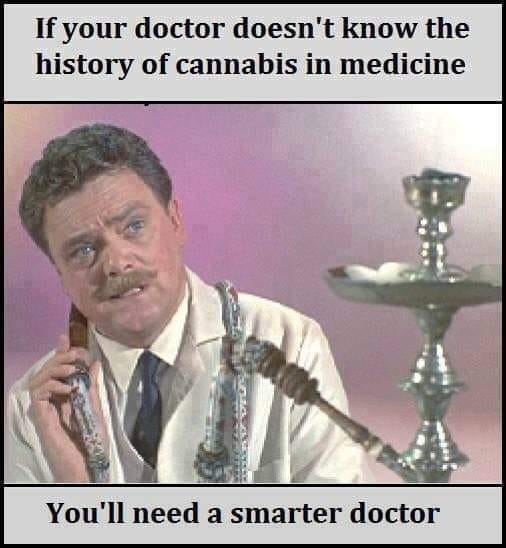 If your doctor doesn't know the
history of cannabis in medicine
You'll need a smarter doctor